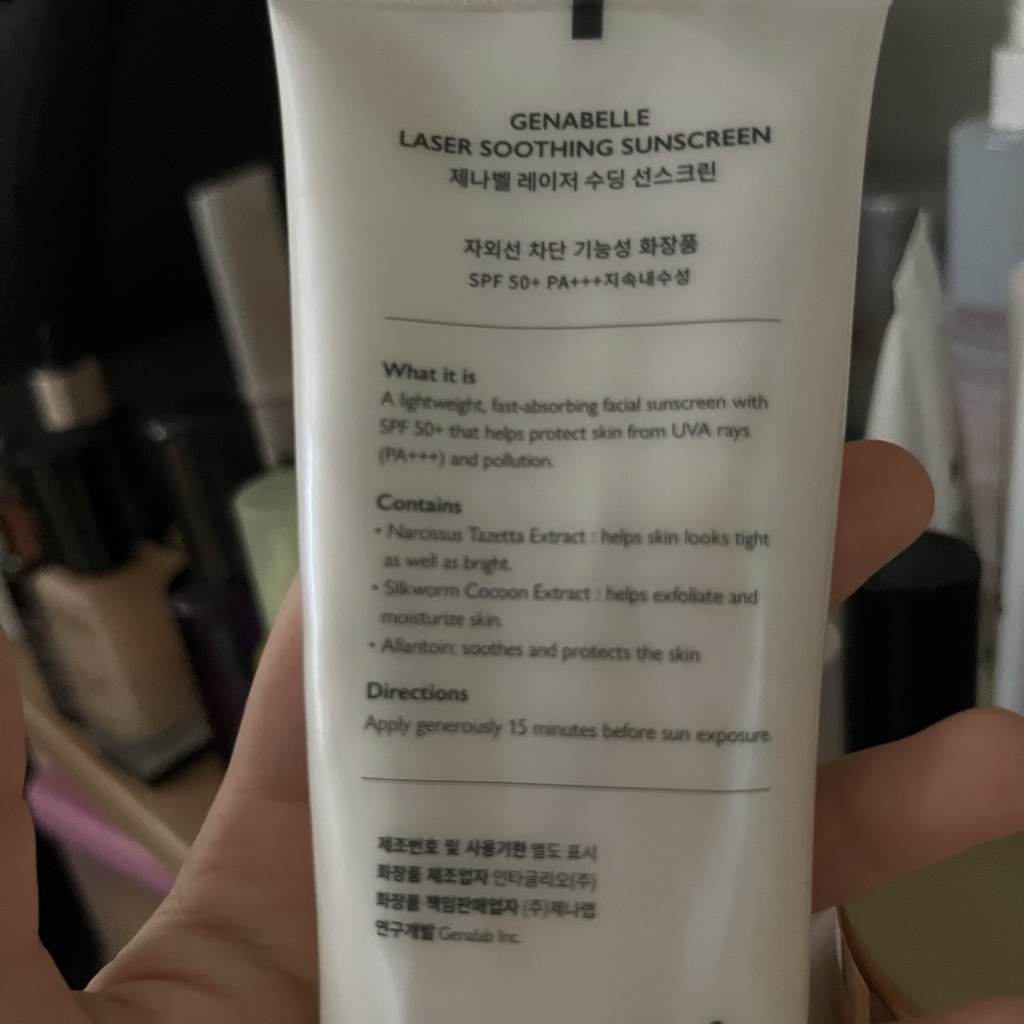 GENABELLE
LASER SOOTHING SUNSCREEN
제나벨 레이저 수딩 선스크린
자외선 차단 기능성 화장품
SPF 50+ PA+++지속내수성
What it is
A lightweight, fast-absorbing facial sunscreen with
SPF 50+ that helps protect skin from UVA rays
(PA+++) and pollution.
Contains
• Narcissus Tazetta Extract : helps skin looks tight
as well as bright.
• Silkworm Cocoon Extract : helps exfoliate and
moisturize skin.
• Allantoin: soothes and protects the skin
Directions
Apply generously 15 minutes before sun exposure.
제조번호 및 사용기한 별도 표시
화장품 제조업자 인타글리오(주)
화장품 책임판매업자 (주)제나랩
연구개발 Genalab Inc.